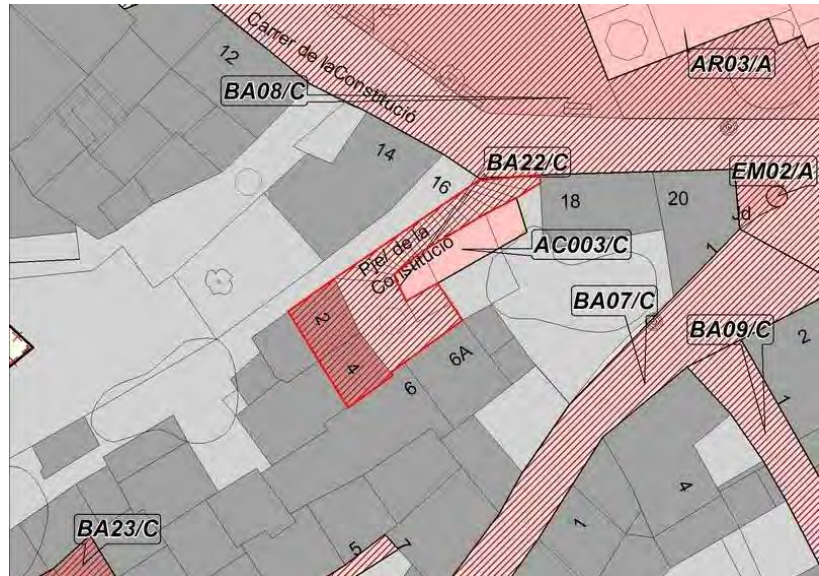 Carrer de laConstitució
12
AR03/A
BA08/C
14
BA22/C
EM02/A
16
18
20
Jd
Ptje/ de la
Constitució
AC003/C
1
BA07/C
BA09/C
2
2
4
6A
6
1
4
1
BA23/C
5
7